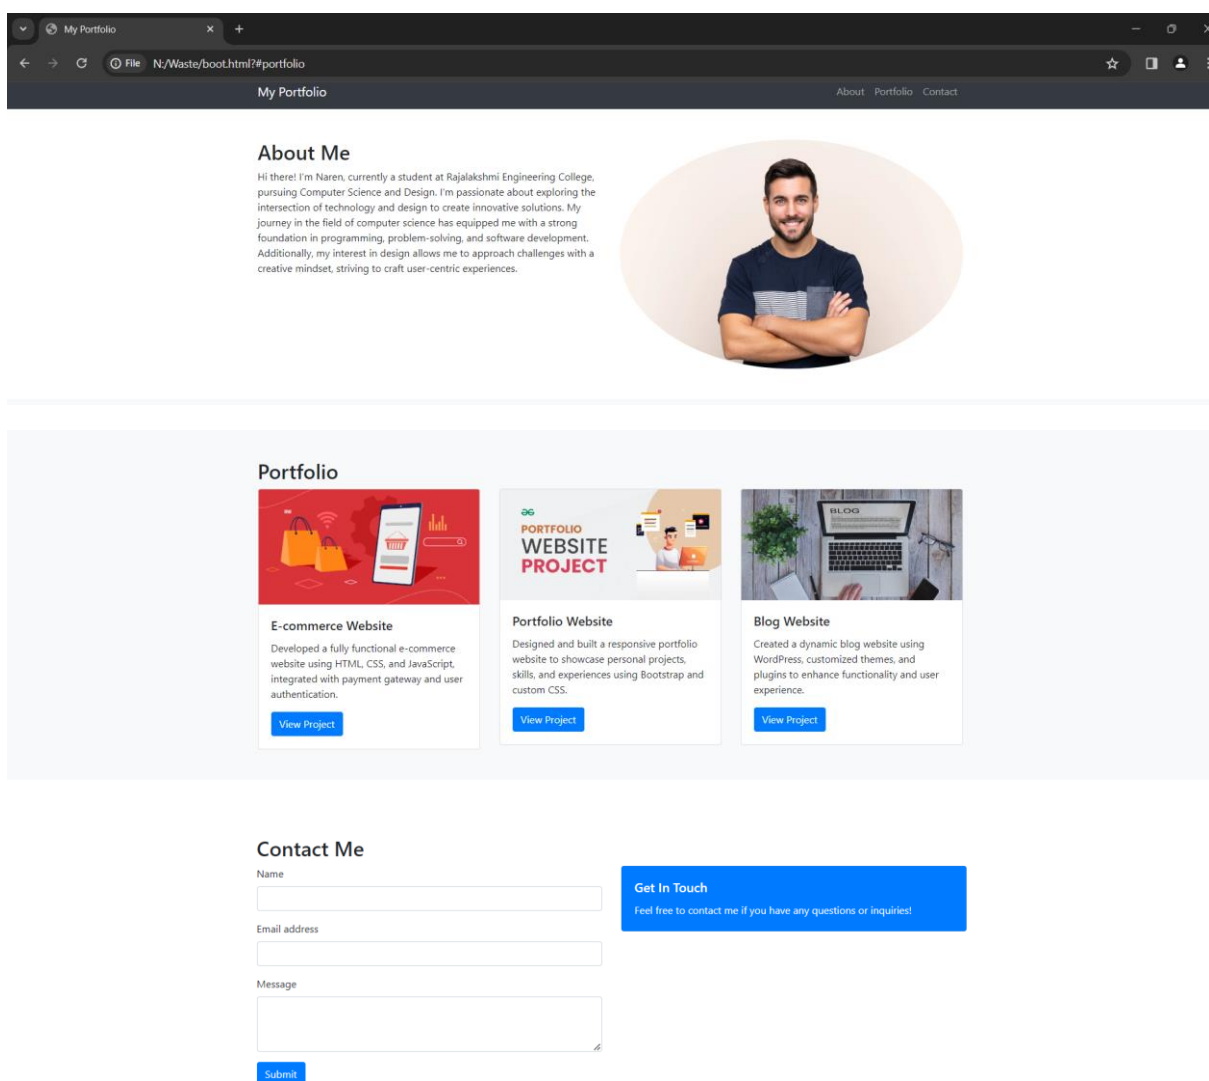 My Portfolio
File N:/Waste/boot.html?#portfolio
My Portfolio
About Portfolio Contact
About Me
Hi there! I'm Naren, currently a student at Rajalakshmi Engineering College,
pursuing Computer Science and Design. I'm passionate about exploring the
intersection of technology and design to create innovative solutions. My
journey in the field of computer science has equipped me with a strong
foundation in programming, problem-solving, and software development.
Additionally, my interest in design allows me to approach challenges with a
creative mindset, striving to craft user-centric experiences.
Portfolio
E-commerce Website
Developed a fully functional e-commerce
website using HTML, CSS, and JavaScript,
integrated with payment gateway and user
authentication.
View Project
PORTFOLIO
WEBSITE
PROJECT
Portfolio Website
Designed and built a responsive portfolio
website to showcase personal projects,
skills, and experiences using Bootstrap and
custom CSS.
View Project
BLOG
Blog Website
Created a dynamic blog website using
WordPress, customized themes, and
plugins to enhance functionality and user
experience.
View Project
Contact Me
Name
Email address
Message
Submit
Get In Touch
Feel free to contact me if you have any questions or inquiries!